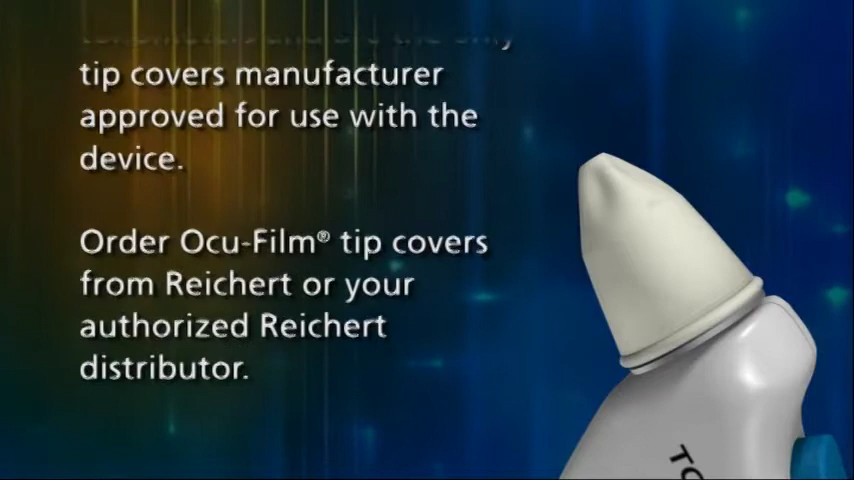 tip covers manufacturer
approved for use with the
device.
Order Ocu-Film® tip covers
from Reichert or your
authorized Reichert
distributor.
TO